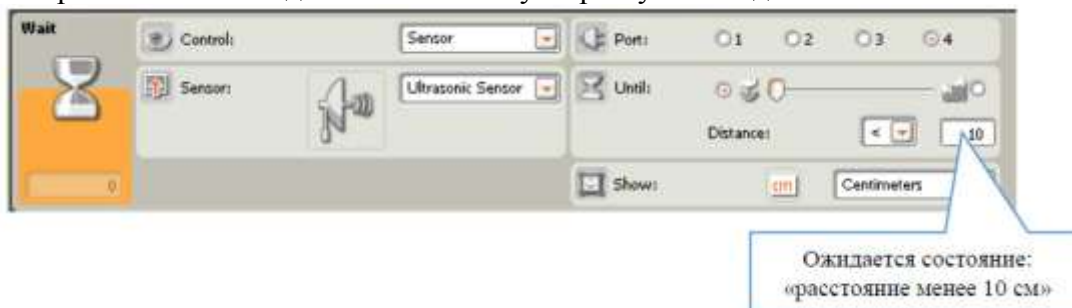 Wait
Control:
Sensor
Port:
1 2 3 4
Sensor:
Ultrasonic Sensor
Until:
Distance:
<
10
0
Show:
cm
Centimeters
Ожидается состояние:
«расстояние менее 10 см»